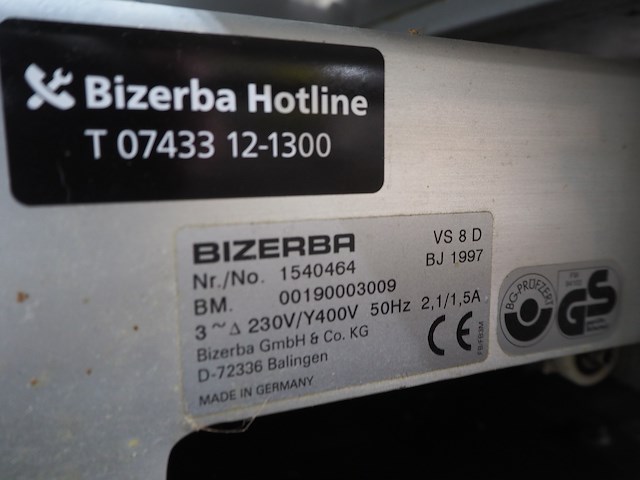 Bizerba Hotline
T 07433 12-1300
BIZERBA VS 8 D
Nr./No. 1540464 BJ 1997
BM. 00190003009
3~Δ 230V/Y400V 50Hz 2,1/1,5A
Bizerba GmbH & Co. KG
D-72336 Balingen
MADE IN GERMANY
CE
BG-PRÜFZERT
GS